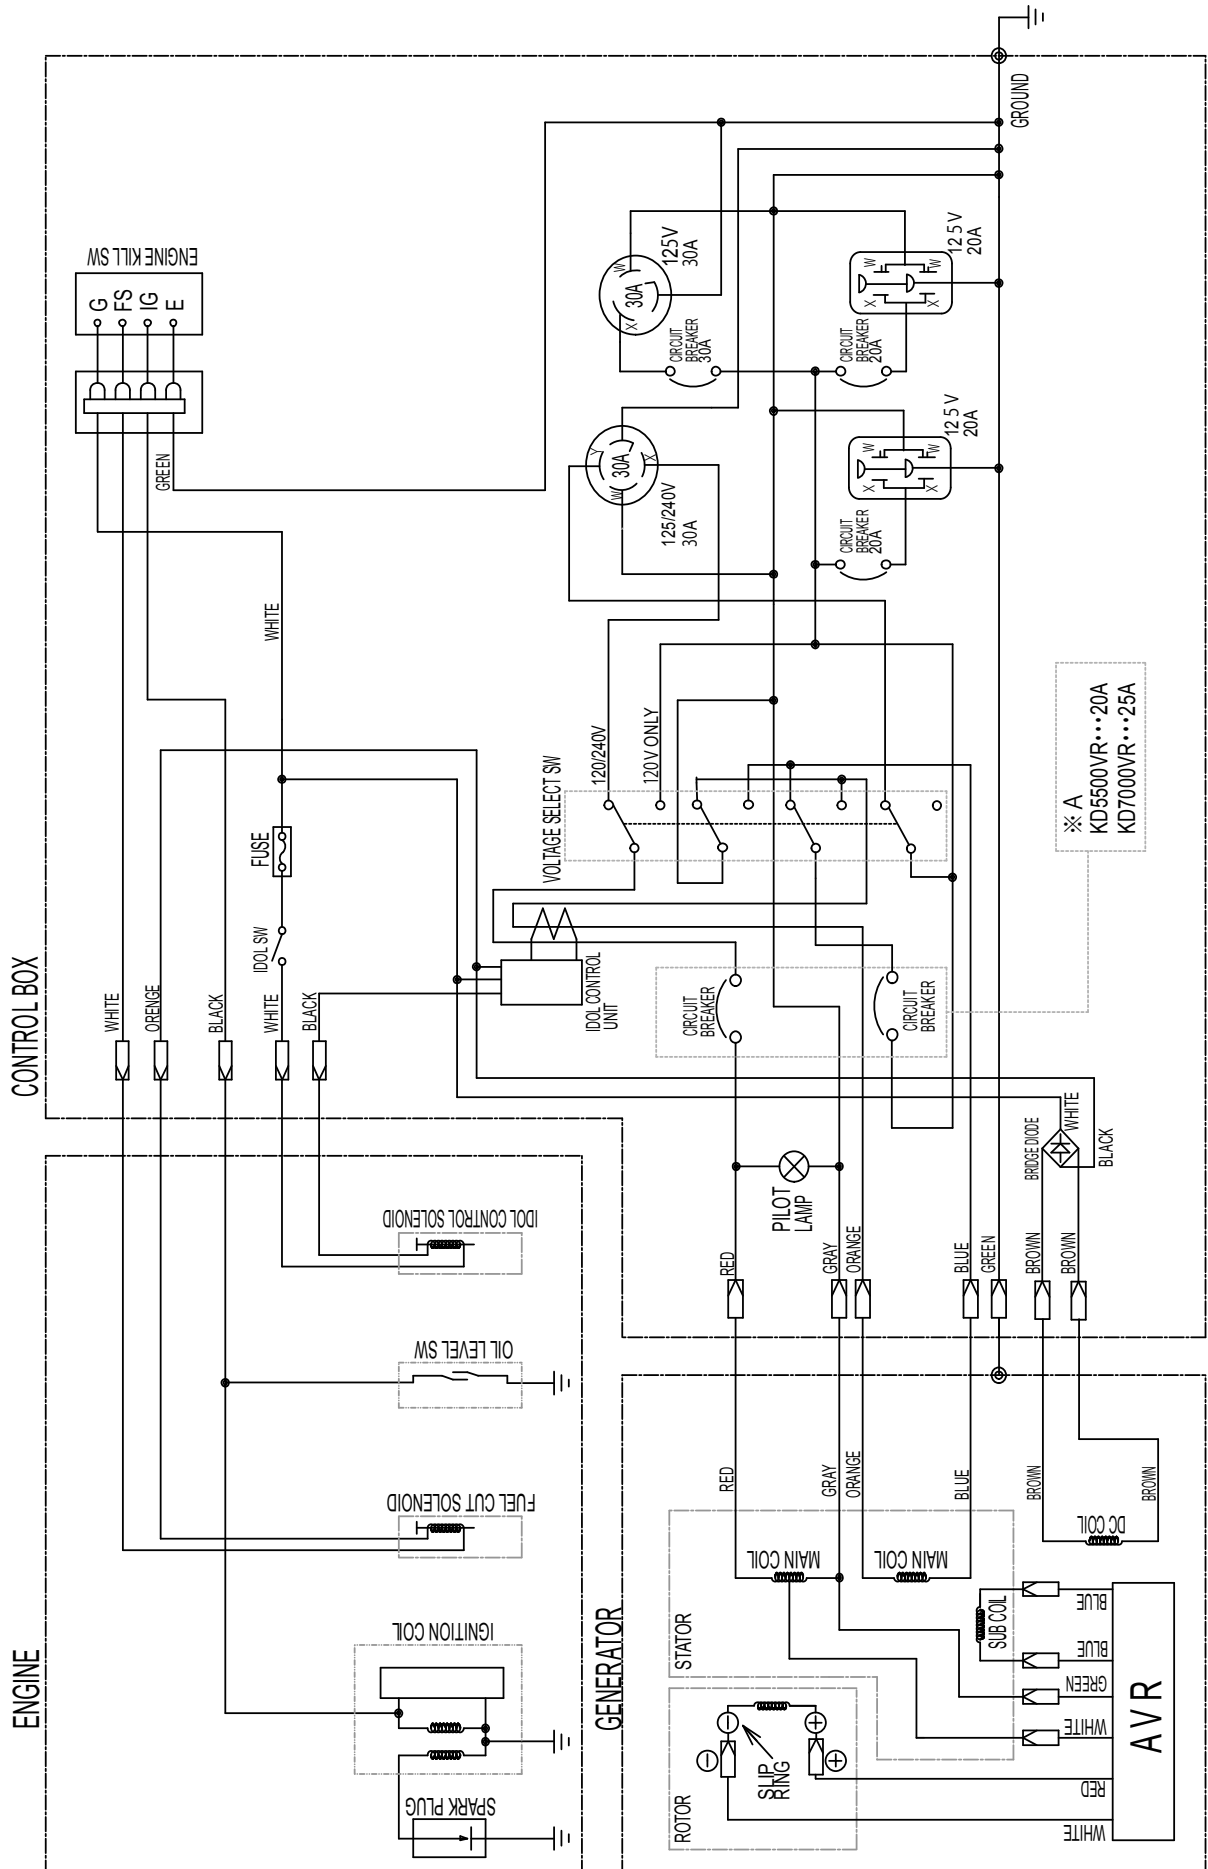 GROUND
ENGINE KILL SW
G
FS
IG
E
GREEN
125V
30A
30A
W
X
CIRCUIT
BREAKER
30A
12 5 V
20A
W
W
X
X
CIRCUIT
BREAKER
20A
30A
Y
X
W
125/240V
30A
12 5 V
20A
W
W
X
X
CIRCUIT
BREAKER
20A
WHITE
120/240V
120 V ONLY
VOLTAGE SELECT SW
※ A
KD5500VR･･･20A
KD7000VR･･･25A
FUSE
IDOL SW
CONTROL BOX
WHITE
ORENGE
BLACK
WHITE
BLACK
IDOL CONTROL
UNIT
CIRCUIT
BREAKER
CIRCUIT
BREAKER
BRIDGE DIODE
WHITE
BLACK
PILOT
LAMP
IDOL CONTROL SOLENOID
RED
GRAY
ORANGE
BLUE
GREEN
BROWN
BROWN
OIL LEVEL SW
RED
GRAY
ORANGE
BLUE
BROWN
BROWN
FUEL CUT SOLENOID
DC COIL
MAIN COIL
MAIN COIL
ENGINE
IGNITION COIL
GENERATOR
STATOR
SUB COIL
BLUE
BLUE
GREEN
WHITE
RED
WHITE
AVR
SLIP
RING
ROTOR
SPARK PLUG